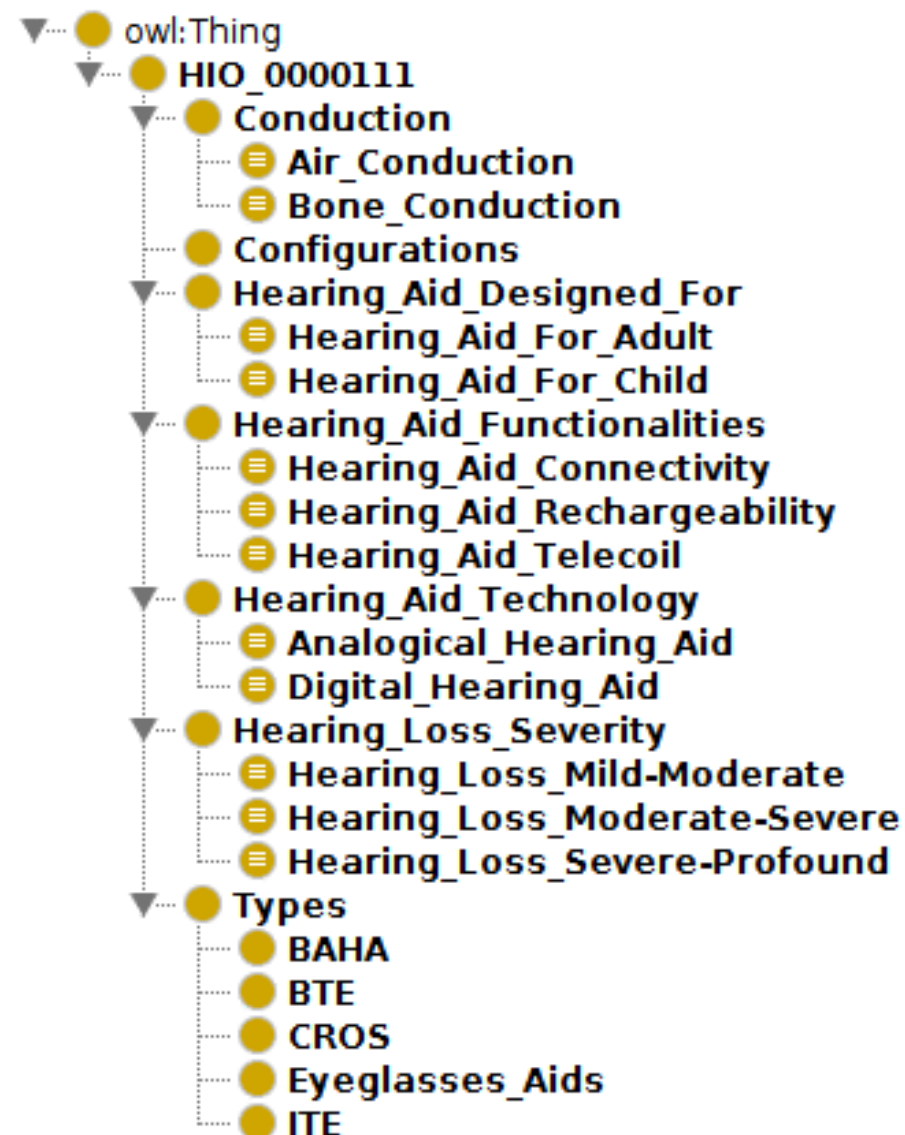 owl:Thing
HIO_0000111
Conduction
Air_Conduction
Bone_Conduction
Configurations
Hearing_Aid_Designed_For
Hearing_Aid_For_Adult
Hearing_Aid_For_Child
Hearing_Aid_Functionalities
Hearing_Aid_Connectivity
Hearing_Aid_Rechargeability
Hearing_Aid_Telecoil
Hearing_Aid_Technology
Analogical_Hearing_Aid
Digital_Hearing_Aid
Hearing_Loss_Severity
Hearing_Loss_Mild-Moderate
Hearing_Loss_Moderate-Severe
Hearing_Loss_Severe-Profound
Types
BAHA
BTE
CROS
Eyeglasses_Aids
ITE